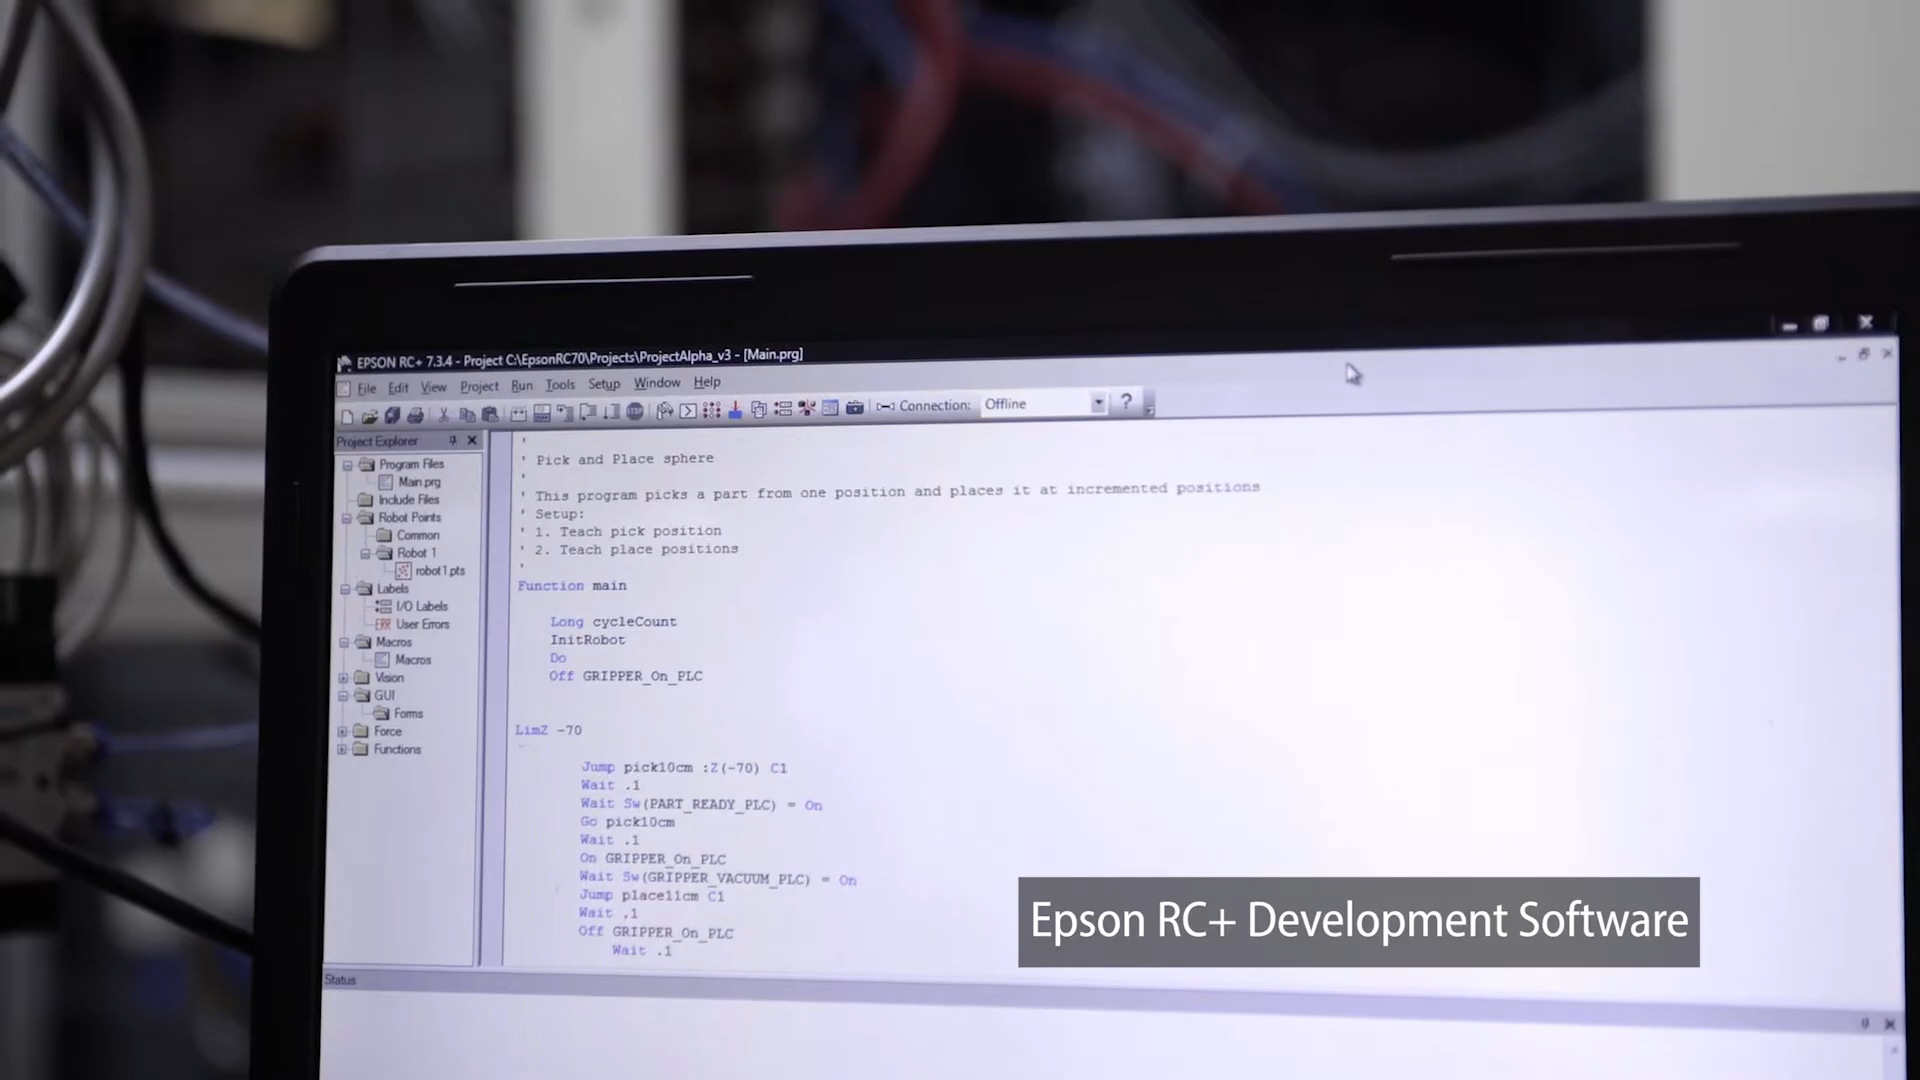 EPSON RC+ 7.3.4 - Project C:\EpsonRC70\Projects\ProjectAlpha_v3 - [Main.prg]
File Edit View Project Run Tools Setup Window Help
Connection: Offline ?
Project Explorer
Program Files
Main.prg
Include Files
Robot Points
Common
Robot 1
robot1.pts
Labels
I/O Labels
ERR User Errors
Macros
Macros
Vision
GUI
Forms
Force
Functions
'
' Pick and Place sphere
'
' This program picks a part from one position and places it at incremented positions
' Setup:
' 1. Teach pick position
' 2. Teach place positions
'
Function main
Long cycleCount
InitRobot
Do
Off GRIPPER_On_PLC
LimZ -70
Jump pick10cm :Z(-70) C1
Wait .1
Wait Sw(PART_READY_PLC) = On
Go pick10cm
Wait .1
On GRIPPER_On_PLC
Wait Sw(GRIPPER_VACUUM_PLC) = On
Jump place11cm C1
Wait .1
Off GRIPPER_On_PLC
Wait .1
Status
Epson RC+ Development Software